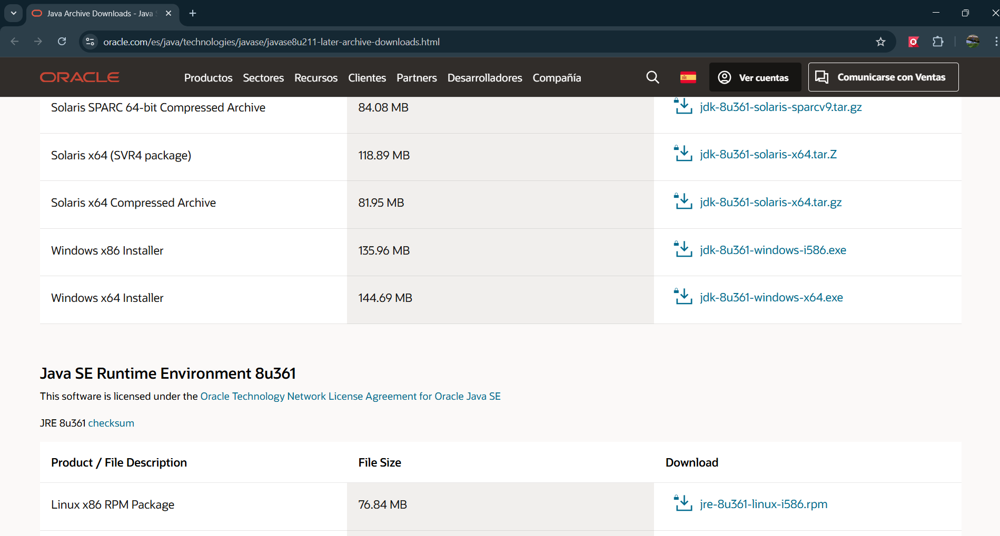 Java Archive Downloads - Java S
oracle.com/es/java/technologies/javase/javase8u211-later-archive-downloads.html
ORACLE
Productos Sectores Recursos Clientes Partners Desarrolladores Compañía
Ver cuentas
Comunicarse con Ventas
Solaris SPARC 64-bit Compressed Archive 84.08 MB jdk-8u361-solaris-sparcv9.tar.gz
Solaris x64 (SVR4 package) 118.89 MB jdk-8u361-solaris-x64.tar.Z
Solaris x64 Compressed Archive 81.95 MB jdk-8u361-solaris-x64.tar.gz
Windows x86 Installer 135.96 MB jdk-8u361-windows-i586.exe
Windows x64 Installer 144.69 MB jdk-8u361-windows-x64.exe
Java SE Runtime Environment 8u361
This software is licensed under the Oracle Technology Network License Agreement for Oracle Java SE
JRE 8u361 checksum
Product / File Description File Size Download
Linux x86 RPM Package 76.84 MB jre-8u361-linux-i586.rpm